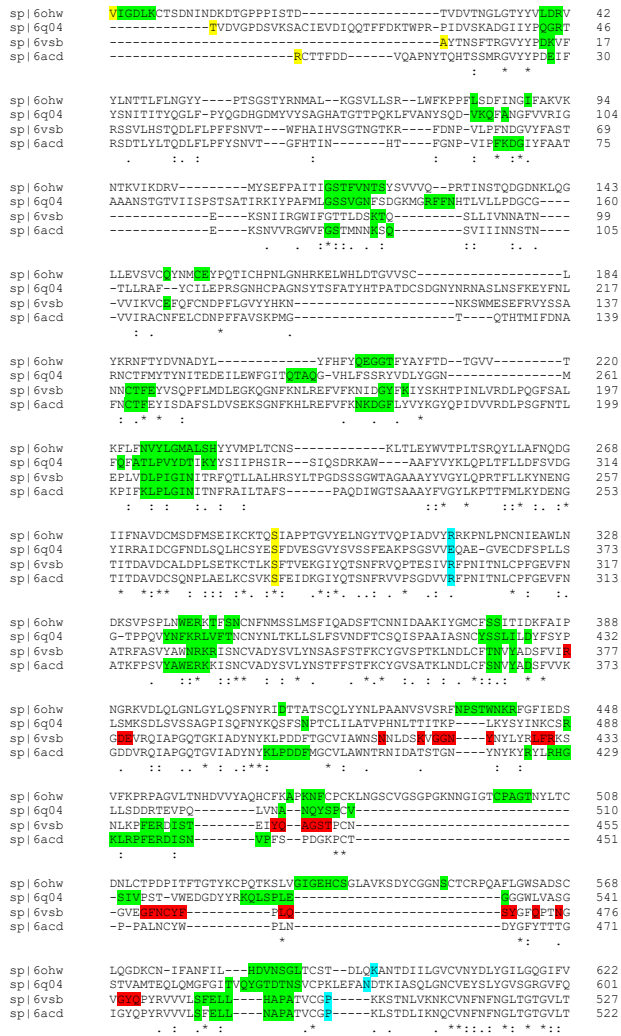 sp|6ohw VIGDLKCTSDNINDKDTGPPPISTD--------TVDVTNGLGTYYVLDRV 42
sp|6q04 ---------TVDVGPDSVKSACIEVDIQQTFFDKTWPR-PIDVSKADGIIYPQGRT 46
sp|6vsb ---------------------------------AYTNSFTRGVYYPDKVF 17
sp|6acd ------------------RCTTFDD-----VQAPNYTQHTSSMRGVYYPDEIF 30
: * *
sp|6ohw YLNTTLFLNGYY----PTSGSTYRNMAL--KGSVLLSR--LWFKPPFLSDFINGIFAKVK 94
sp|6q04 YSNITITYQGLF-PYQGDHGDMYVYSAGHATGTTPQKLFVANYSQD-VKQFANGFVVRIG 104
sp|6vsb RSSVLHSTQDLFLPFFSNVT---WFHAIHVSGTNGTKR----FDNP-VLPFNDGVYFAST 69
sp|6acd RSDTLYLTQDLFLPFYSNVT---GFHTIN-------HT----FGNP-VIPFKDGIYFAAT 75
. : : . . * :*.
sp|6ohw NTKVIKDRV-------MYSEFPAITIGSTFVNTSYSVVVQ--PRTINSTQDGDNKLQG 143
sp|6q04 AAANSTGTVIISPSTSATIRKIYPAFMLGSSVGNFSDGKMGRFFNHTLVLLPDGCG---- 160
sp|6vsb ---------E------KSNIIRGWIFGTTLDSKTQ------SLLIVNNATN--- 99
sp|6acd ---------E------KSNVVRGWVFGSTMNNKSQ------SVIIINNSTN--- 105
. . :*:: . : : . .
sp|6ohw LLEVSVCQYNMCEYPQTICHPNLGNHRKELWHLDTGVVSC-----------------L 184
sp|6q04 TLLRAF---YCILEPRSGNHCPAGNSYTSFATYHTPATDCSDGNYNRNASLNSFKEYFNL 217
sp|6vsb -VVIKVCEFQFCNDPFLGVYYHKN---------NKSWMESEFRVYSSA 137
sp|6acd -VVIRACNFELCDNPFFAVSKPMG---------T---QTHTMIFDNA 139
: . * .
sp|6ohw YKRNFTYDVNADYL---------YFHFYQEGGTFYAYFTD--TGVV--------T 220
sp|6q04 RNCTFMYTYNITEDEILEWFGITQTAQG-VHLFSSRYVDLYGGN----------M 261
sp|6vsb NNCTFEYVSQPFLMDLEGKQGNFKNLREFVFKNIDGYFKIYSKHTPINLVRDLPQGFSAL 197
sp|6acd FNCTFEYISDAFSLDVSEKSGNFKHLREFVFKNKDGFLYVYKGYQPIDVVRDLPSGFNTL 199
: * * : . . . * .
sp|6ohw KFLFNVYLGMALSHYYVMPLTCNS---------KLTLEYWVTPLTSRQYLLAFNQDG 268
sp|6q04 FQFATLPVYDTIKYYSIIPHSIR---SIQSDRKAW---AAFYVYKLQPLTFLLDFSVDG 314
sp|6vsb EPLVDLPIGINITRFQTLLALHRSYLTPGDSSSGWTAGAAAYYVGYLQPRTFLLKYNENG 257
sp|6acd KPIFKLPLGINITNFRAILTAFS-----PAQDIWGTSAAAYFVGYLKPTTFMLKYDENG 271
: : : . : ::* *: : :. :*
sp|6ohw IIFNAVDCMSDFMSEIKCKTQSIAPPTGVYELNGYTVQPIADVYRRKPNLPNCNIEAWLN 328
sp|6q04 YIRRAIDCGFNDLSQLHCSYESFDVESGVYSVSSFEAKPSGSVVEQAE-GVECDFSPLLS 373
sp|6vsb TITDAVDCALDPLSETKCTLKSFTVEKGIYQTSNFRVQPTESIVRFPNITNLCPFGEVFN 317
sp|6acd TITDAVDCSQNPLAELKCSVKSFEIDKGIYQTSNFRVVPSGDVVRFPNITNLCPFGEVFN 313
* *:** : :: :* :*: .*:*. ..: . * .: . * : :.
sp|6ohw DKSVPSPLNWERKTFSNCNFNMSSLMSFIQADSFTCNNIDAAKIYGMCFSSITIDKFAIP 388
sp|6q04 G-TPPQVYNFKRLVFTNCNYNLTKLLSLFSVNDFTCSQISPAAIASNCYSSLILDYFSYP 432
sp|6vsb ATRFASVYAWNRKRISNCVADYSVLYNSASFSTFKCYGVSPTKLNDLCFTNVYADSFVIR 377
sp|6acd ATKFPSVYAWERKKISNCVADYSVLYNSTFFSTFKCYGVSATKLNDLCFSNVYADSFVVK 373
. ::* ::** : : * . . *.* :. : : . *::.: * *
sp|6ohw NGRKVDLQLGNLGYLQSFNYRIDTTATSCQLYYNLPAANVSVSRFNPSTWNKRFGFIEDS 448
sp|6q04 LSMKSDLSVSSAGPISQFNYKQSFSNPTCLILATVPHNLTTITKP----LKYSYINKCSR 488
sp|6vsb GDEVRQIAPGQTGKIADYNYKLPDDFTGCVIAWNSNNLDSKVGGN----YNYLYRLFRKS 433
sp|6acd GDDVRQIAPGQTGVIADYNYKLPDDFMGCVLAWNTRNIDATSTGN----YNYKYRYLRHG 429
. :: .. * : .:**: * : . : :
sp|6ohw VFKPRPAGVLTNHDVVYAQHCFKAPKNFCPCKLNGSCVGSGPGKNNGIGTCPAGTNYLTC 508
sp|6q04 LLSDDRTEVPQ------LVNA--NQYSPCV--------- 510
sp|6vsb NLKPFERDIST------EIYQ--AGSTPCN--------- 455
sp|6acd KLRPFERDISN------VPFS--PDGKPCT--------- 451
: : **
sp|6ohw DNLCTPDPITFTGTYKCPQTKSLVGIGEHCSGLAVKSDYCGGNSCTCRPQAFLGWSADSC 568
sp|6q04 -SIVPST-VWEDGDYYRKQLSPLE--------------GGGWLVASG 541
sp|6vsb -GVEGFNCYF---------PLQ--------------SYGFQPTNG 476
sp|6acd -P-PALNCYW---------PLN--------------DYGFYTTTG 471
* *: .
sp|6ohw LQGDKCN-IFANFIL---HDVNSGLTCST--DLQKANTDIILGVCVNYDLYGILGQGIFV 622
sp|6q04 STVAMTEQLQMGFGITVQYGTDTNSVCPKLEFANDTKIASQLGNCVEYSLYGVSGRGVFQ 601
sp|6vsb VGYQPYRVVVLSFELL---HAPATVCGP-----KKSTNLVKNKCVNFNFNGLTGTGVLT 527
sp|6acd IGYQPYRVVVLSFELL---NAPATVCGP-----KLSTDLIKNQCVNFNFNGLTGTGVLT 522
. : .* : . : . . **:::.: *: * *: